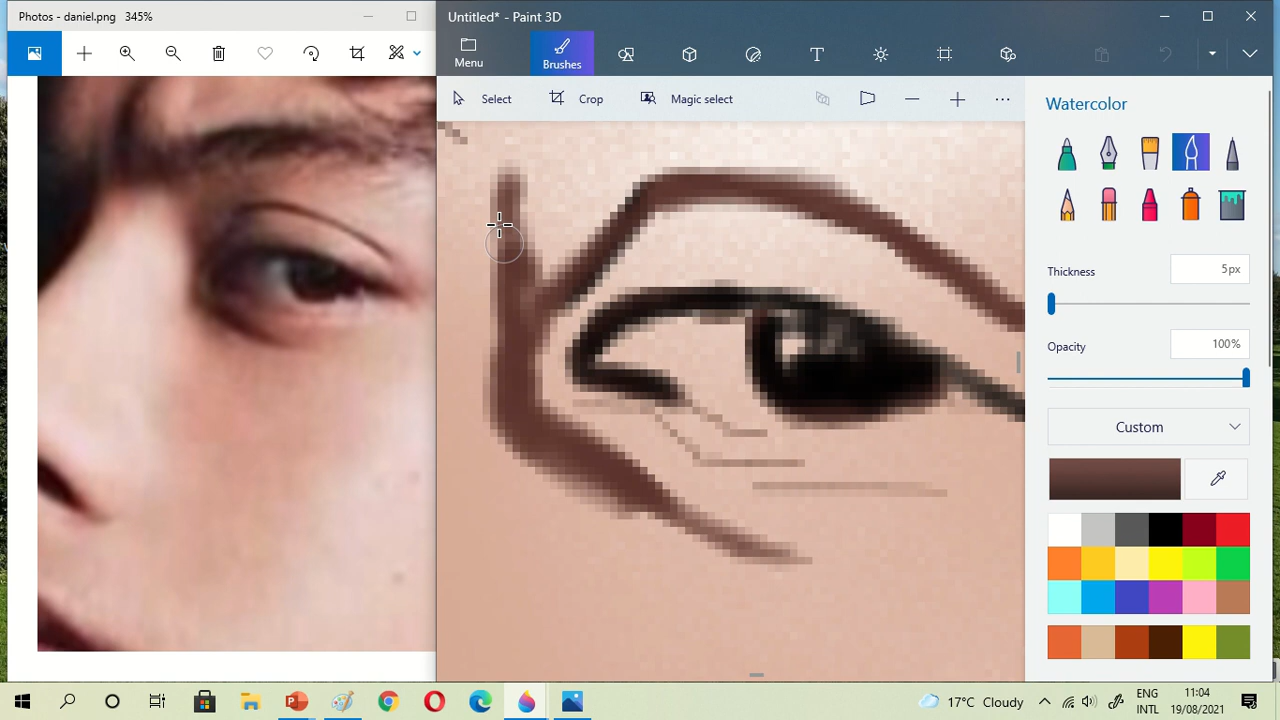 Photos - daniel.png 345%
Untitled* - Paint 3D
Menu
Brushes
Select
Crop
Magic select
Watercolor
Thickness
5px
Opacity
100%
Custom
17°C Cloudy
ENG
INTL
11:04
19/08/2021